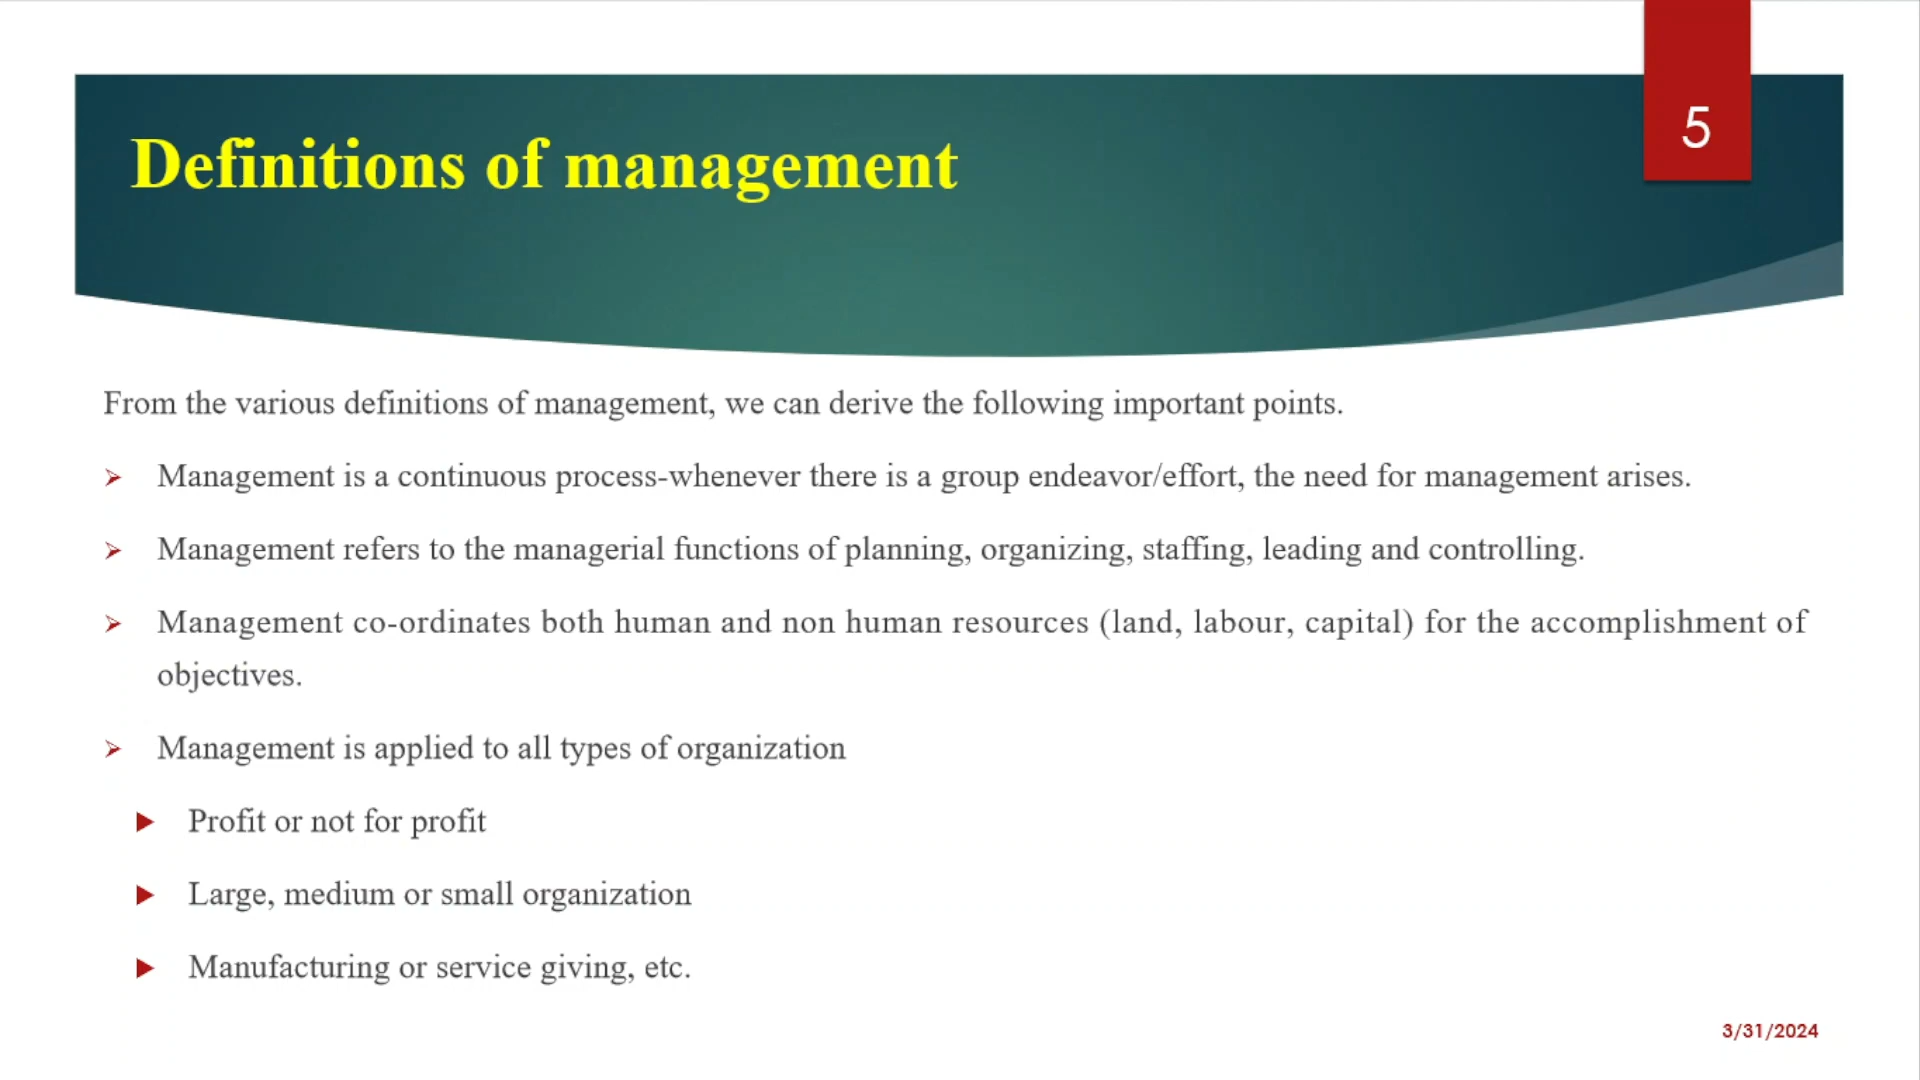 5
Definitions of management
From the various definitions of management, we can derive the following important points.
➢ Management is a continuous process-whenever there is a group endeavor/effort, the need for management arises.
➢ Management refers to the managerial functions of planning, organizing, staffing, leading and controlling.
➢ Management co-ordinates both human and non human resources (land, labour, capital) for the accomplishment of
objectives.
➢ Management is applied to all types of organization
▶ Profit or not for profit
▶ Large, medium or small organization
▶ Manufacturing or service giving, etc.
3/31/2024